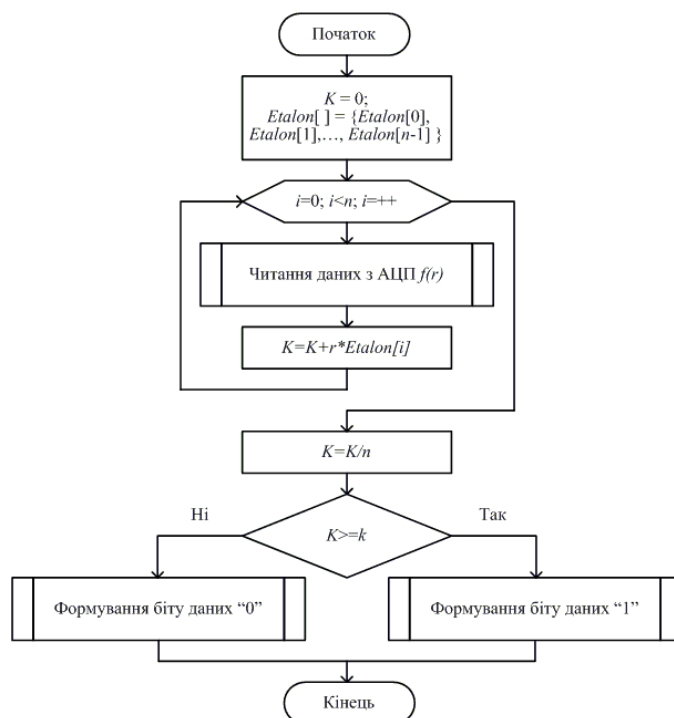 Початок
K = 0;
Etalon[ ] = {Etalon[0],
Etalon[1],…, Etalon[n-1] }
i=0; i<n; i=++
Читання даних з АЦП f(r)
K=K+r*Etalon[i]
K=K/n
Ні
K>=k
Так
Формування біту даних “0”
Формування біту даних “1”
Кінець